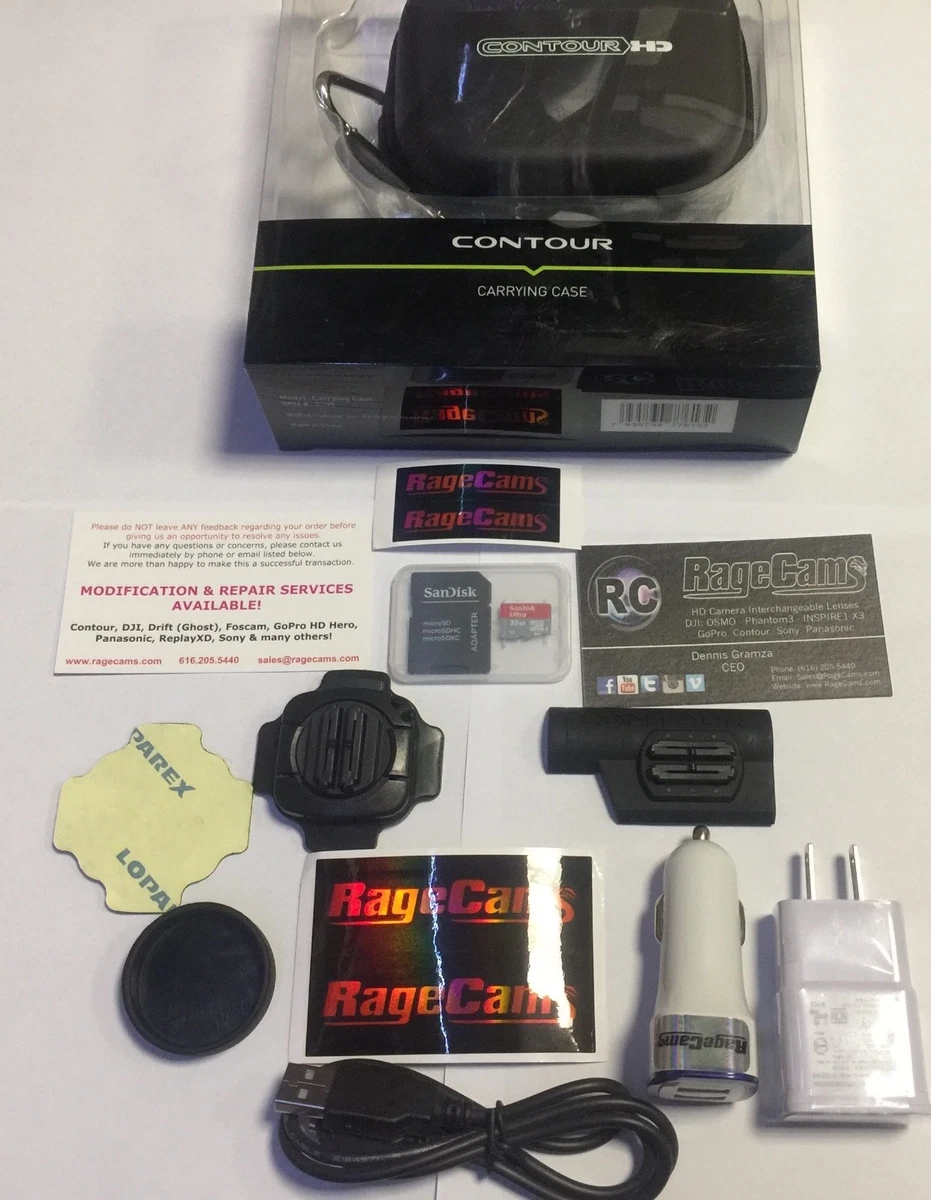 CONTOUR HD
CONTOUR
CARRYING CASE
Model: Carrying Case
RageCams
RageCams
Please do NOT leave ANY feedback regarding your order before
giving us an opportunity to resolve any issues.
If you have any questions or concerns, please contact us
immediately by phone or email listed below.
We are more than happy to make this a successful transaction.
MODIFICATION & REPAIR SERVICES
AVAILABLE!
Contour, DJI, Drift (Ghost), Foscam, GoPro HD Hero,
Panasonic, ReplayXD, Sony & many others!
www.ragecams.com 616.205.5440 sales@ragecams.com
SanDisk
microSD
microSDHC
microSDXC
ADAPTER
SanDisk
Ultra
32GB
RC
RageCams
HD Camera Interchangeable Lenses
DJI: OSMO Phantom3 INSPIRE1 X3
GoPro Contour Sony Panasonic
Dennis Gramza
CEO
Phone: (616) 205-5440
Email: Sales@RageCams.com
Website: www.RageCams.com
f You Tube t v
PAREX
LOPA
RageCams
RageCams
RageCams